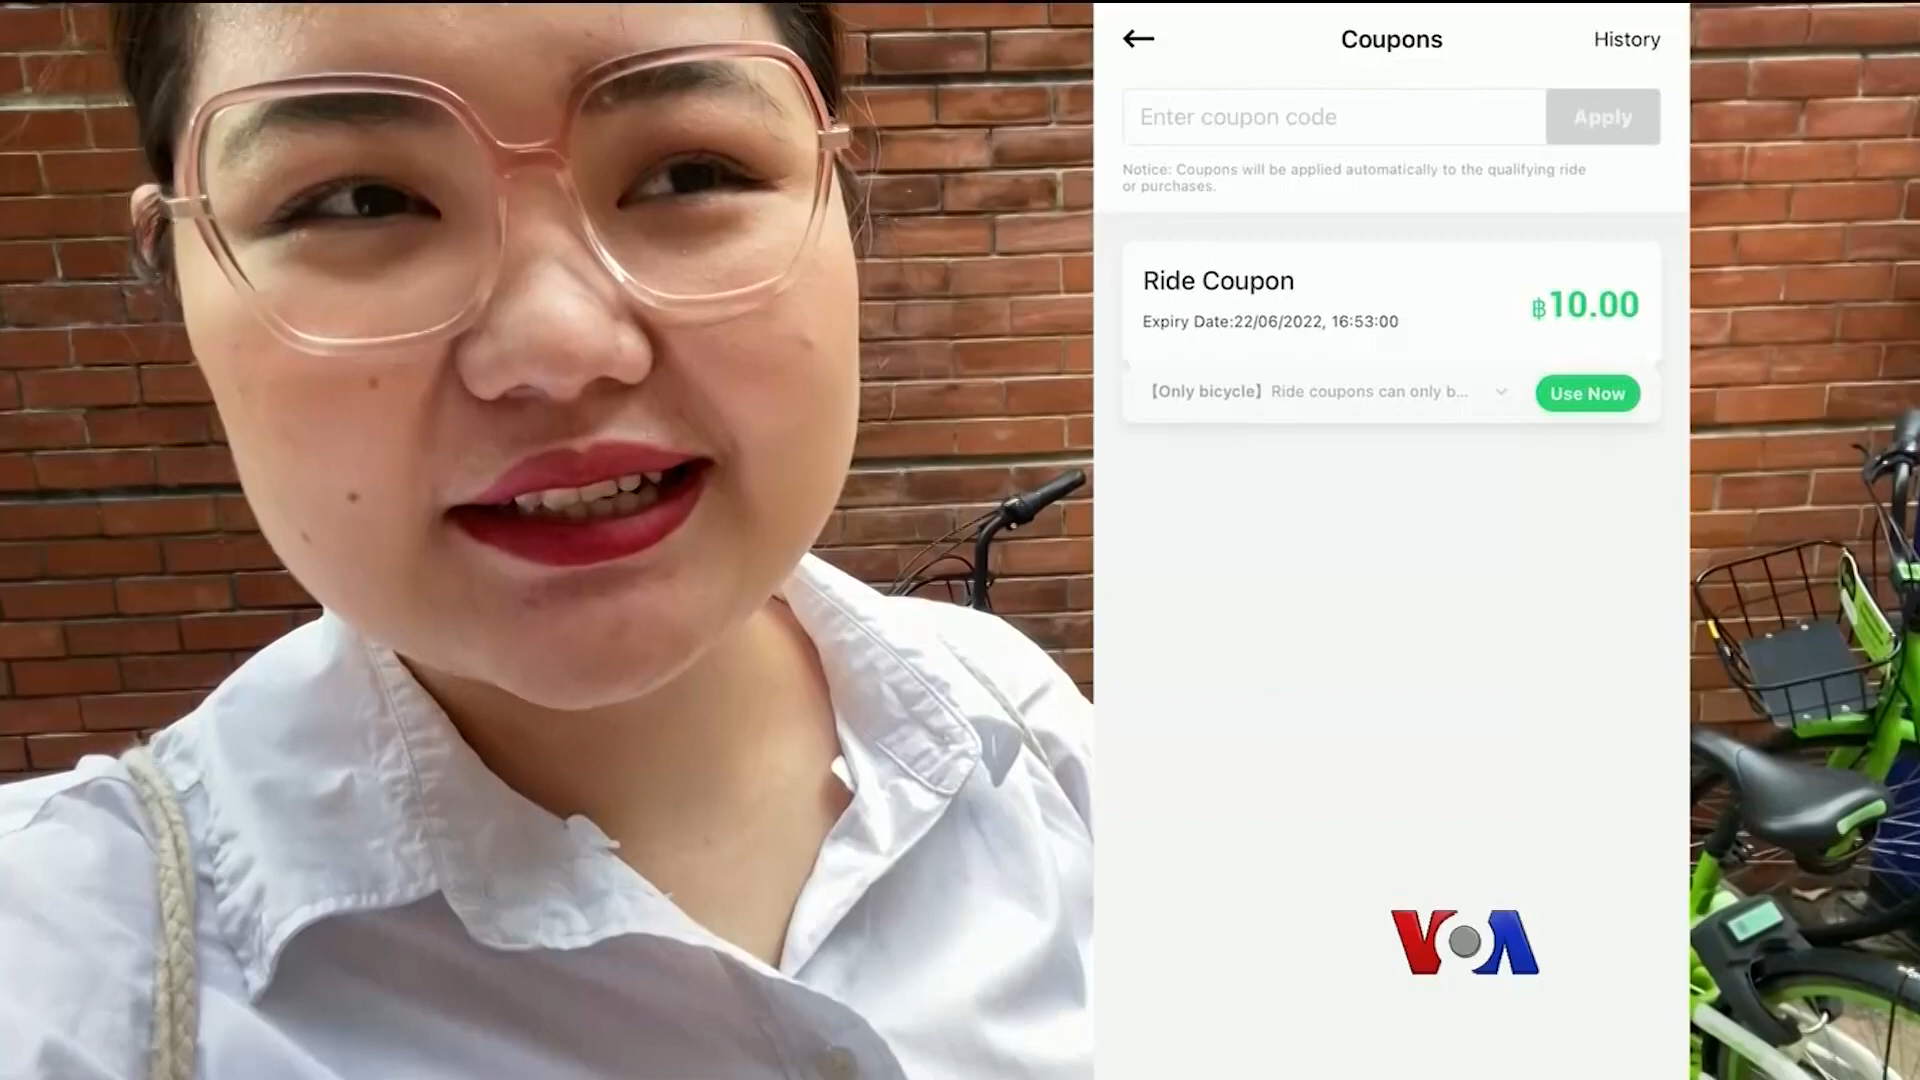 Coupons
History
Enter coupon code
Apply
Notice: Coupons will be applied automatically to the qualifying ride
or purchases.
Ride Coupon
฿10.00
Expiry Date:22/06/2022, 16:53:00
【Only bicycle】Ride coupons can only b...
Use Now
VOA